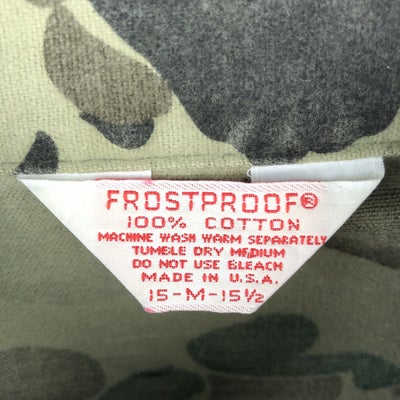 FROSTPROOF®
100% COTTON
MACHINE WASH WARM SEPARATELY
TUMBLE DRY MEDIUM
DO NOT USE BLEACH
MADE IN U.S.A.
15-M-15½